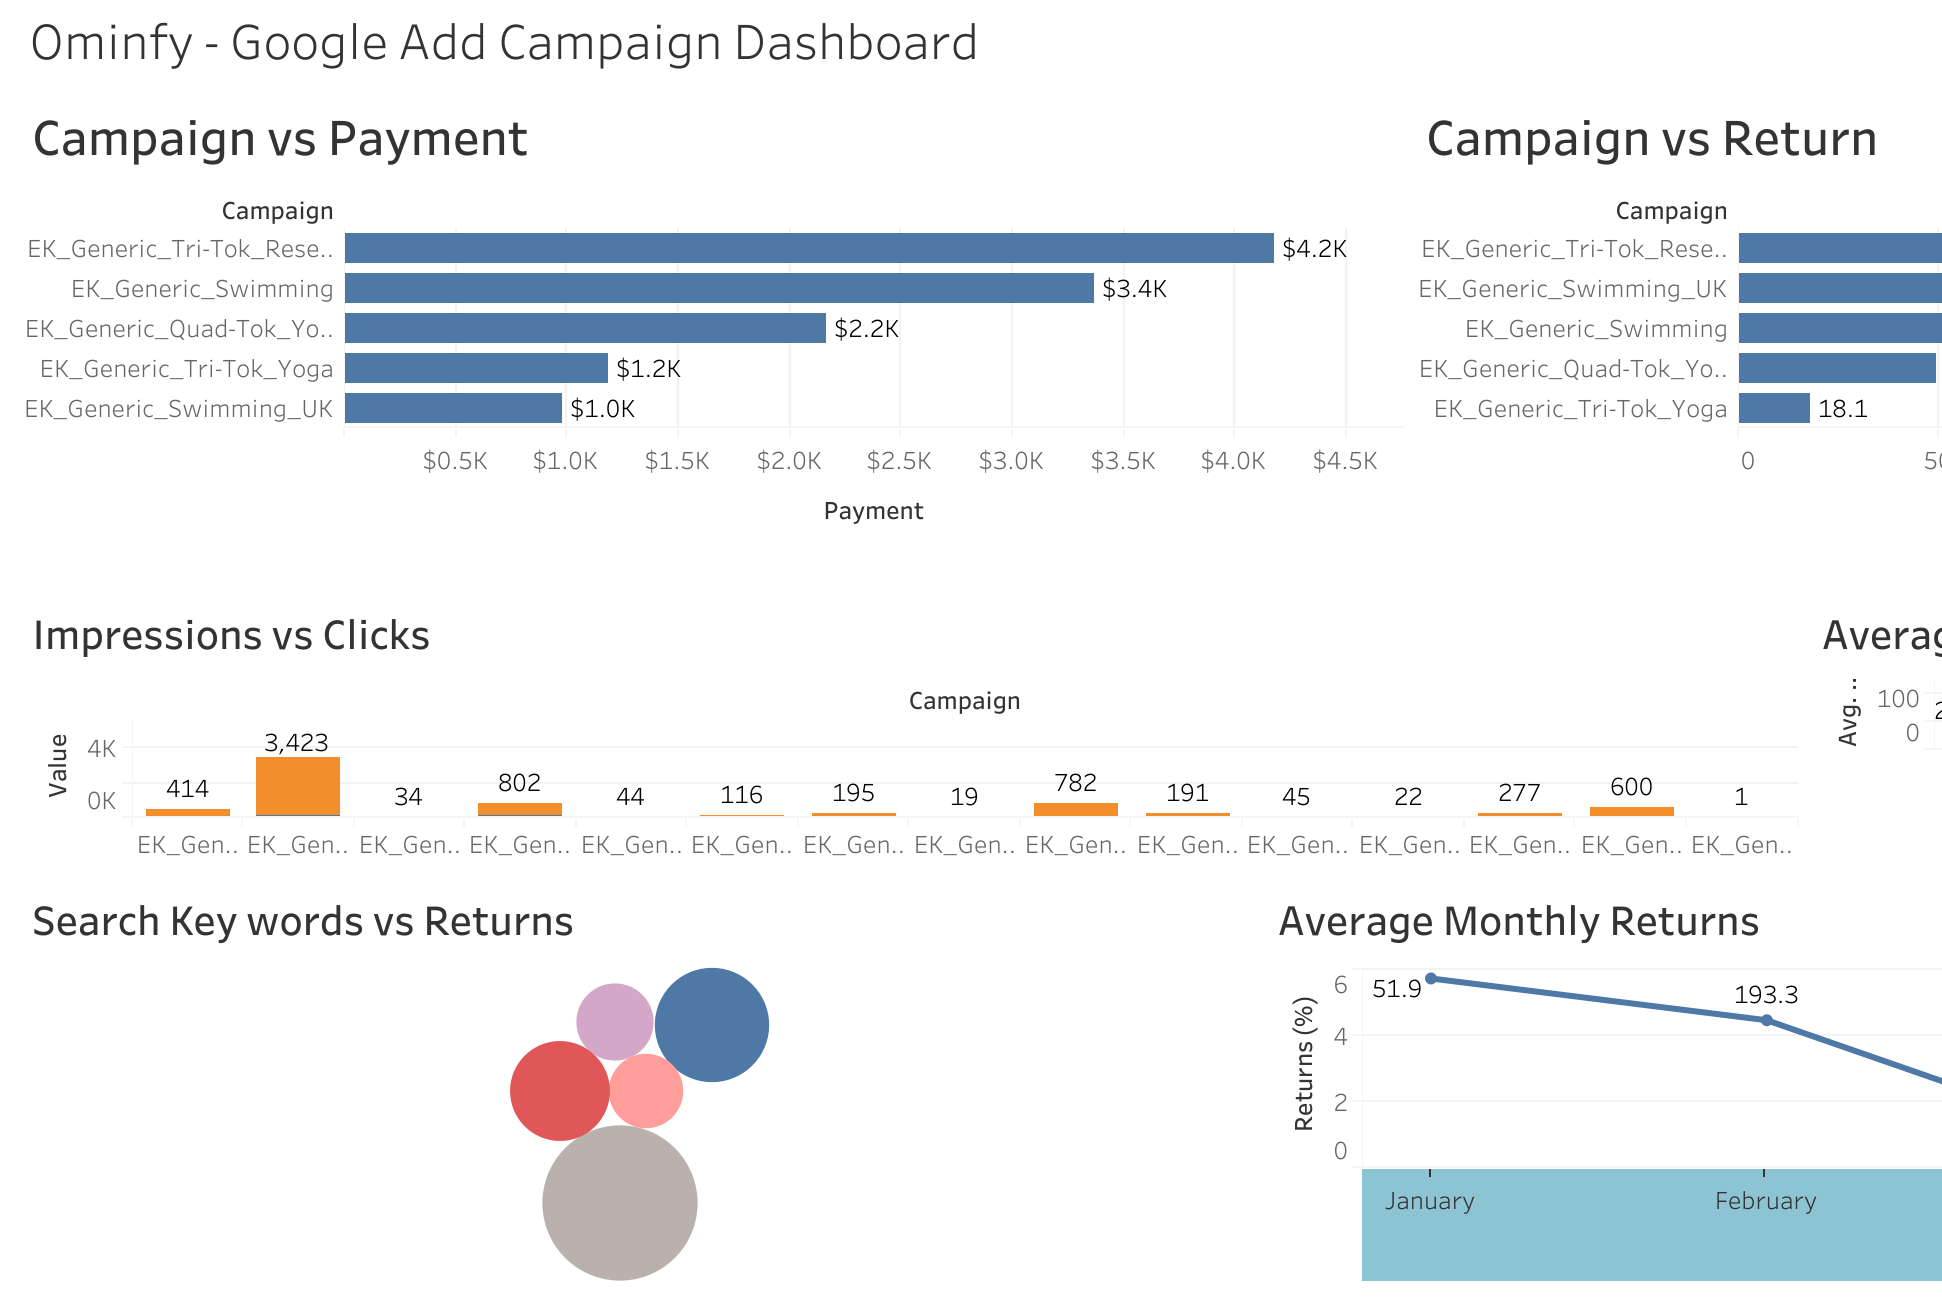 Ominfy - Google Add Campaign Dashboard
Campaign vs Payment
Campaign
EK_Generic_Tri-Tok_Rese.. $4.2K
EK_Generic_Swimming $3.4K
EK_Generic_Quad-Tok_Yo.. $2.2K
EK_Generic_Tri-Tok_Yoga $1.2K
EK_Generic_Swimming_UK $1.0K
$0.5K $1.0K $1.5K $2.0K $2.5K $3.0K $3.5K $4.0K $4.5K
Payment
Campaign vs Return
Campaign
EK_Generic_Tri-Tok_Rese..
EK_Generic_Swimming_UK
EK_Generic_Swimming
EK_Generic_Quad-Tok_Yo..
EK_Generic_Tri-Tok_Yoga 18.1
0
Impressions vs Clicks
Campaign
Value
4K
0K
414 3,423 34 802 44 116 195 19 782 191 45 22 277 600 1
EK_Gen.. EK_Gen.. EK_Gen.. EK_Gen.. EK_Gen.. EK_Gen.. EK_Gen.. EK_Gen.. EK_Gen.. EK_Gen.. EK_Gen.. EK_Gen.. EK_Gen.. EK_Gen.. EK_Gen..
Avg. ..
100
0
Search Key words vs Returns
Average Monthly Returns
Returns (%)
6
4
2
0
51.9 193.3
January February